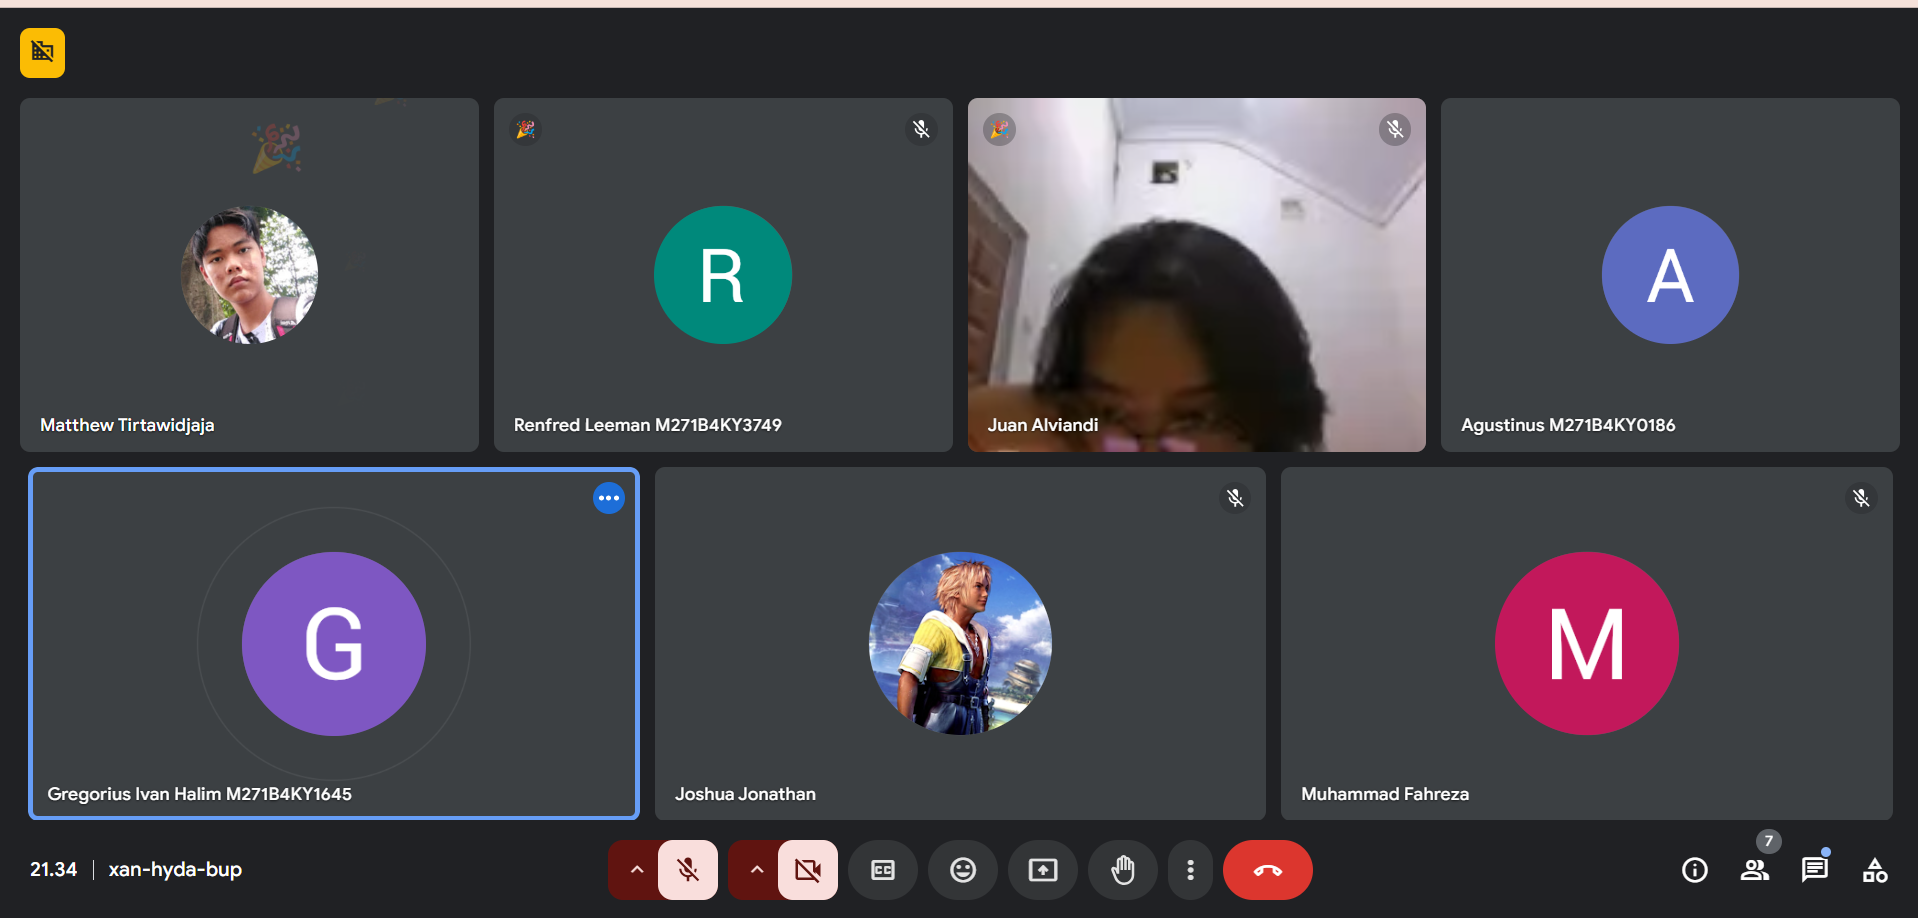 Matthew Tirtawidjaja
R
Renfred Leeman M271B4KY3749
Juan Alviandi
A
Agustinus M271B4KY0186
G
Gregorius Ivan Halim M271B4KY1645
Joshua Jonathan
M
Muhammad Fahreza
21.34 | xan-hyda-bup
CC
7